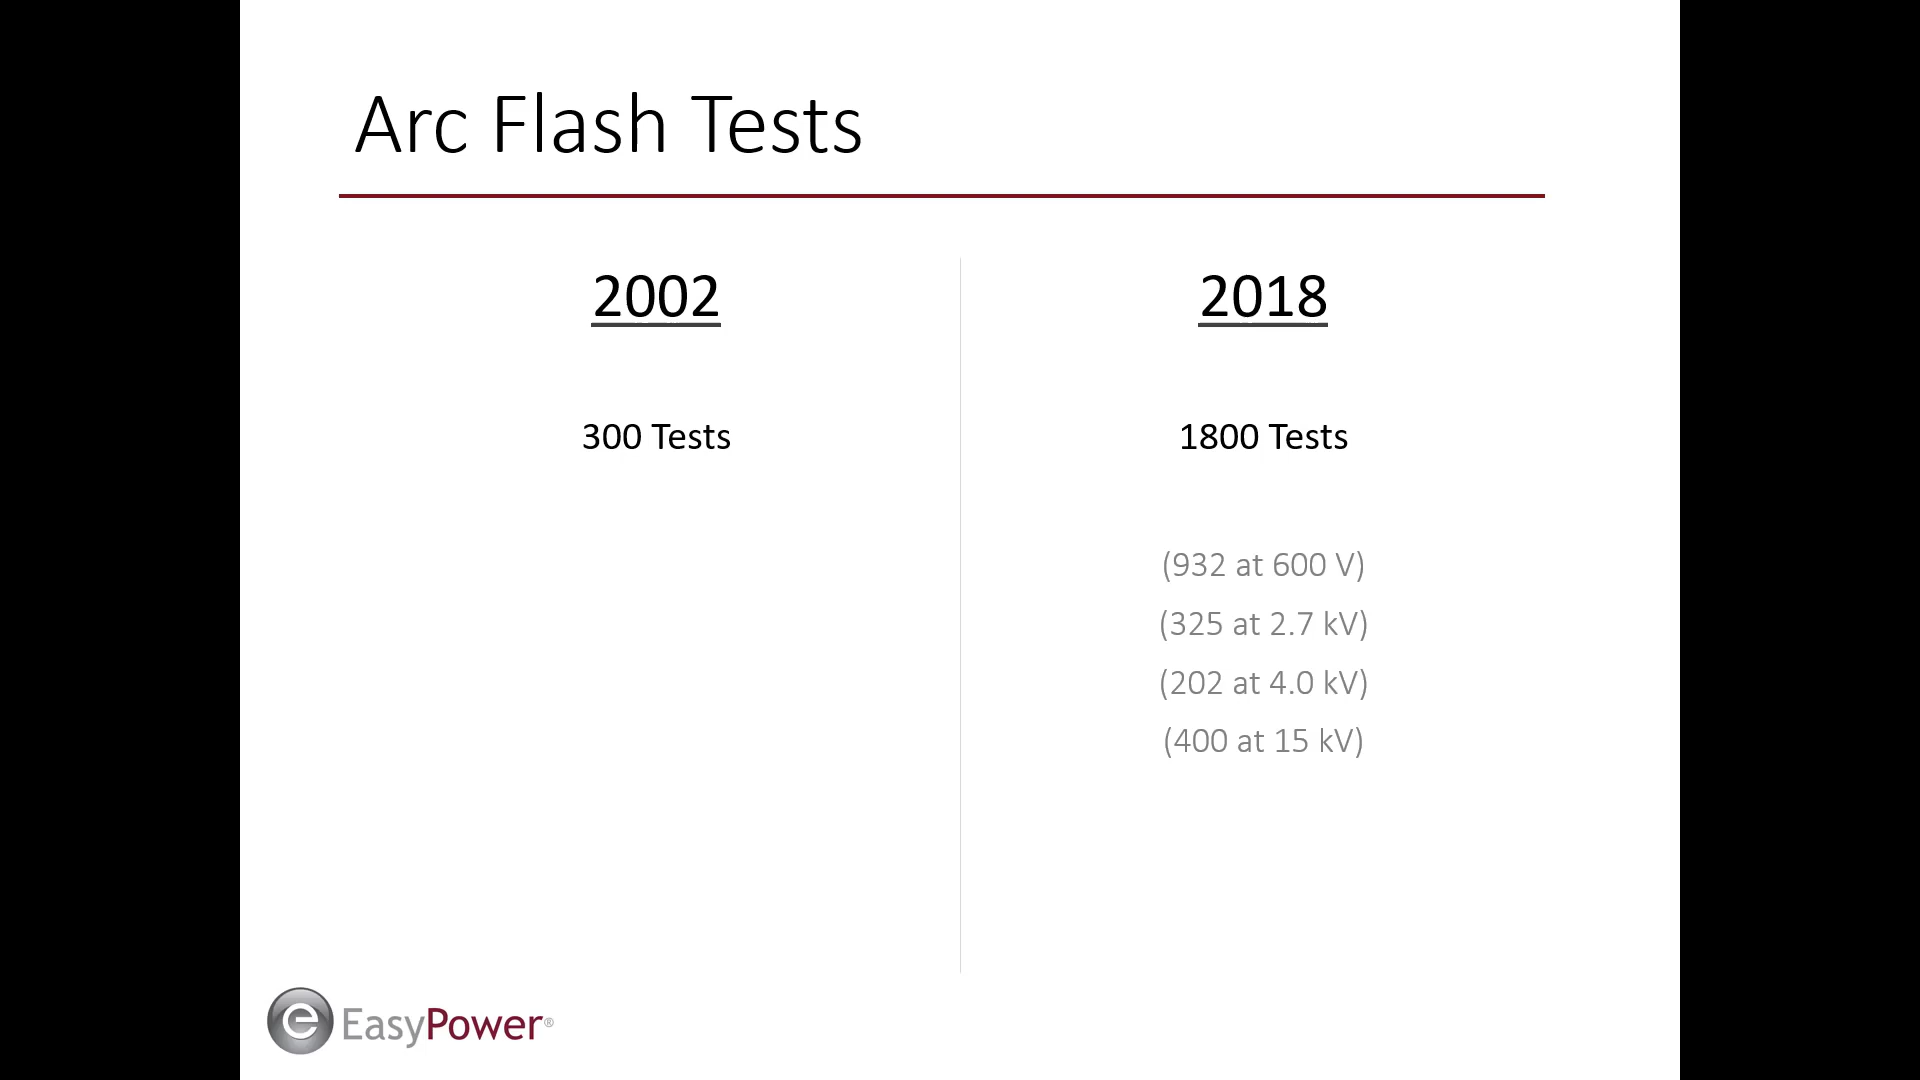 Arc Flash Tests
2002
300 Tests
2018
1800 Tests
(932 at 600 V)
(325 at 2.7 kV)
(202 at 4.0 kV)
(400 at 15 kV)
e EasyPower®